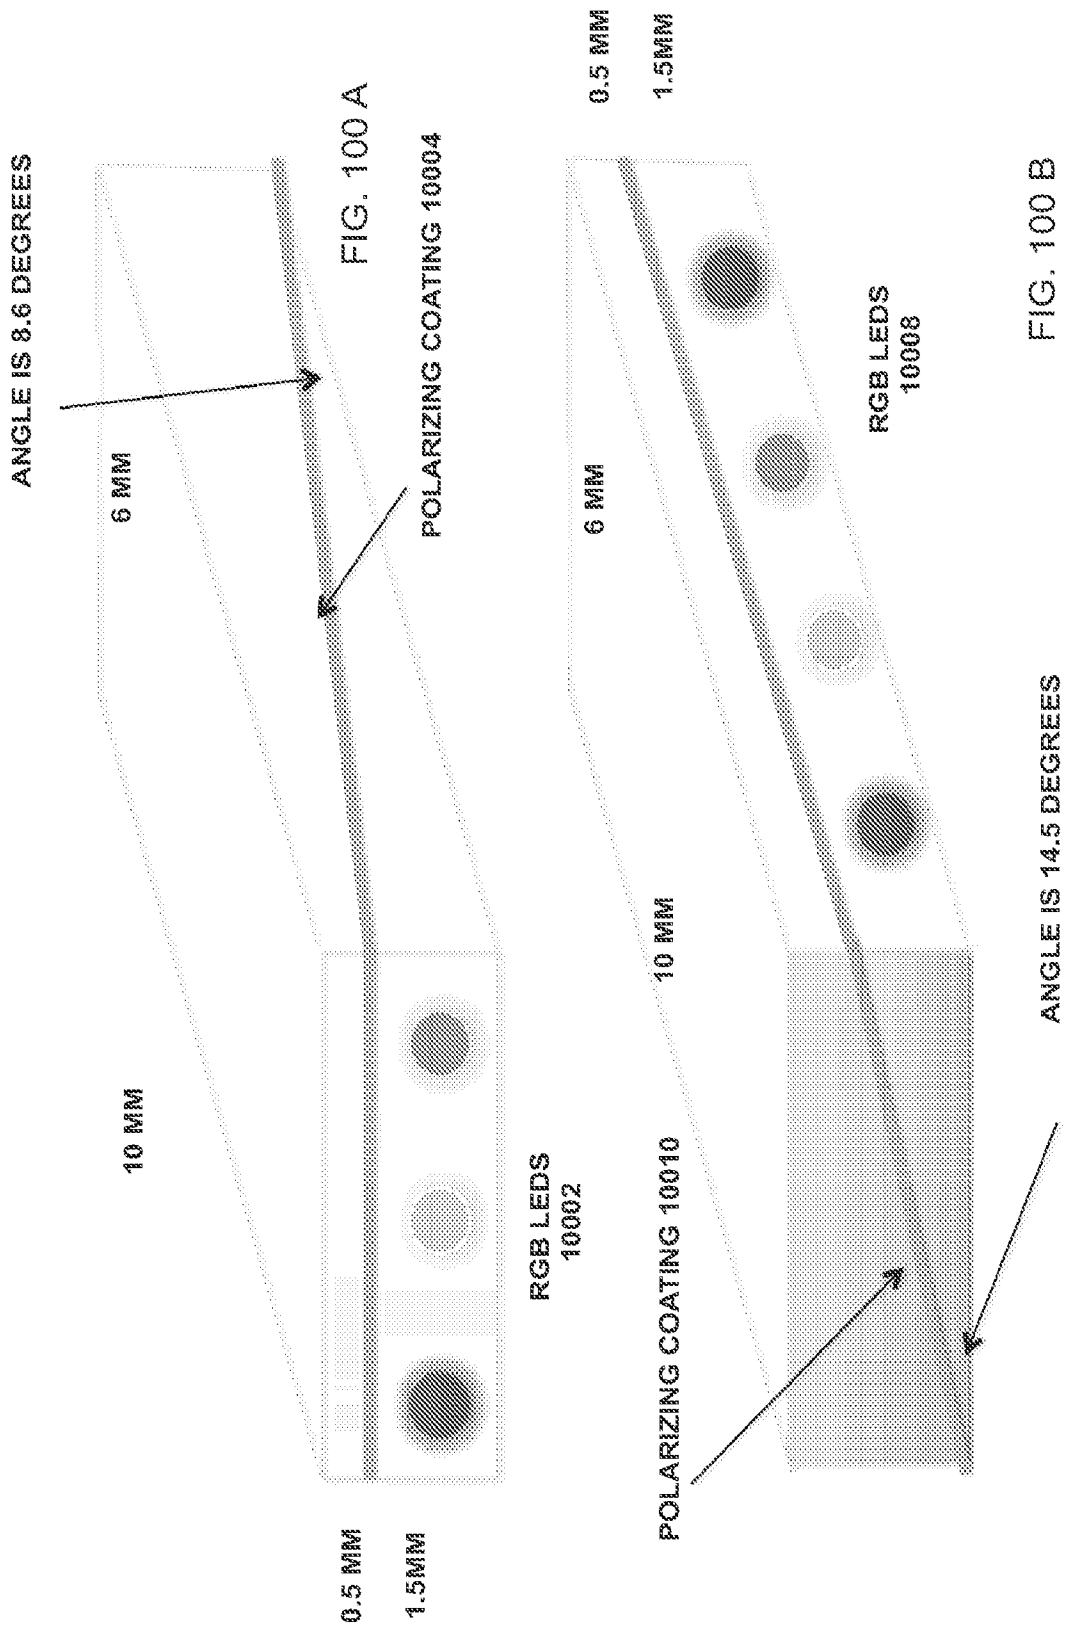 ANGLE IS 8.6 DEGREES
6 MM
10 MM
FIG. 100 A
POLARIZING COATING 10004
0.5 MM
1.5MM
RGB LEDS
10002
0.5 MM
1.5MM
6 MM
10 MM
POLARIZING COATING 10010
RGB LEDS
10008
FIG. 100 B
ANGLE IS 14.5 DEGREES